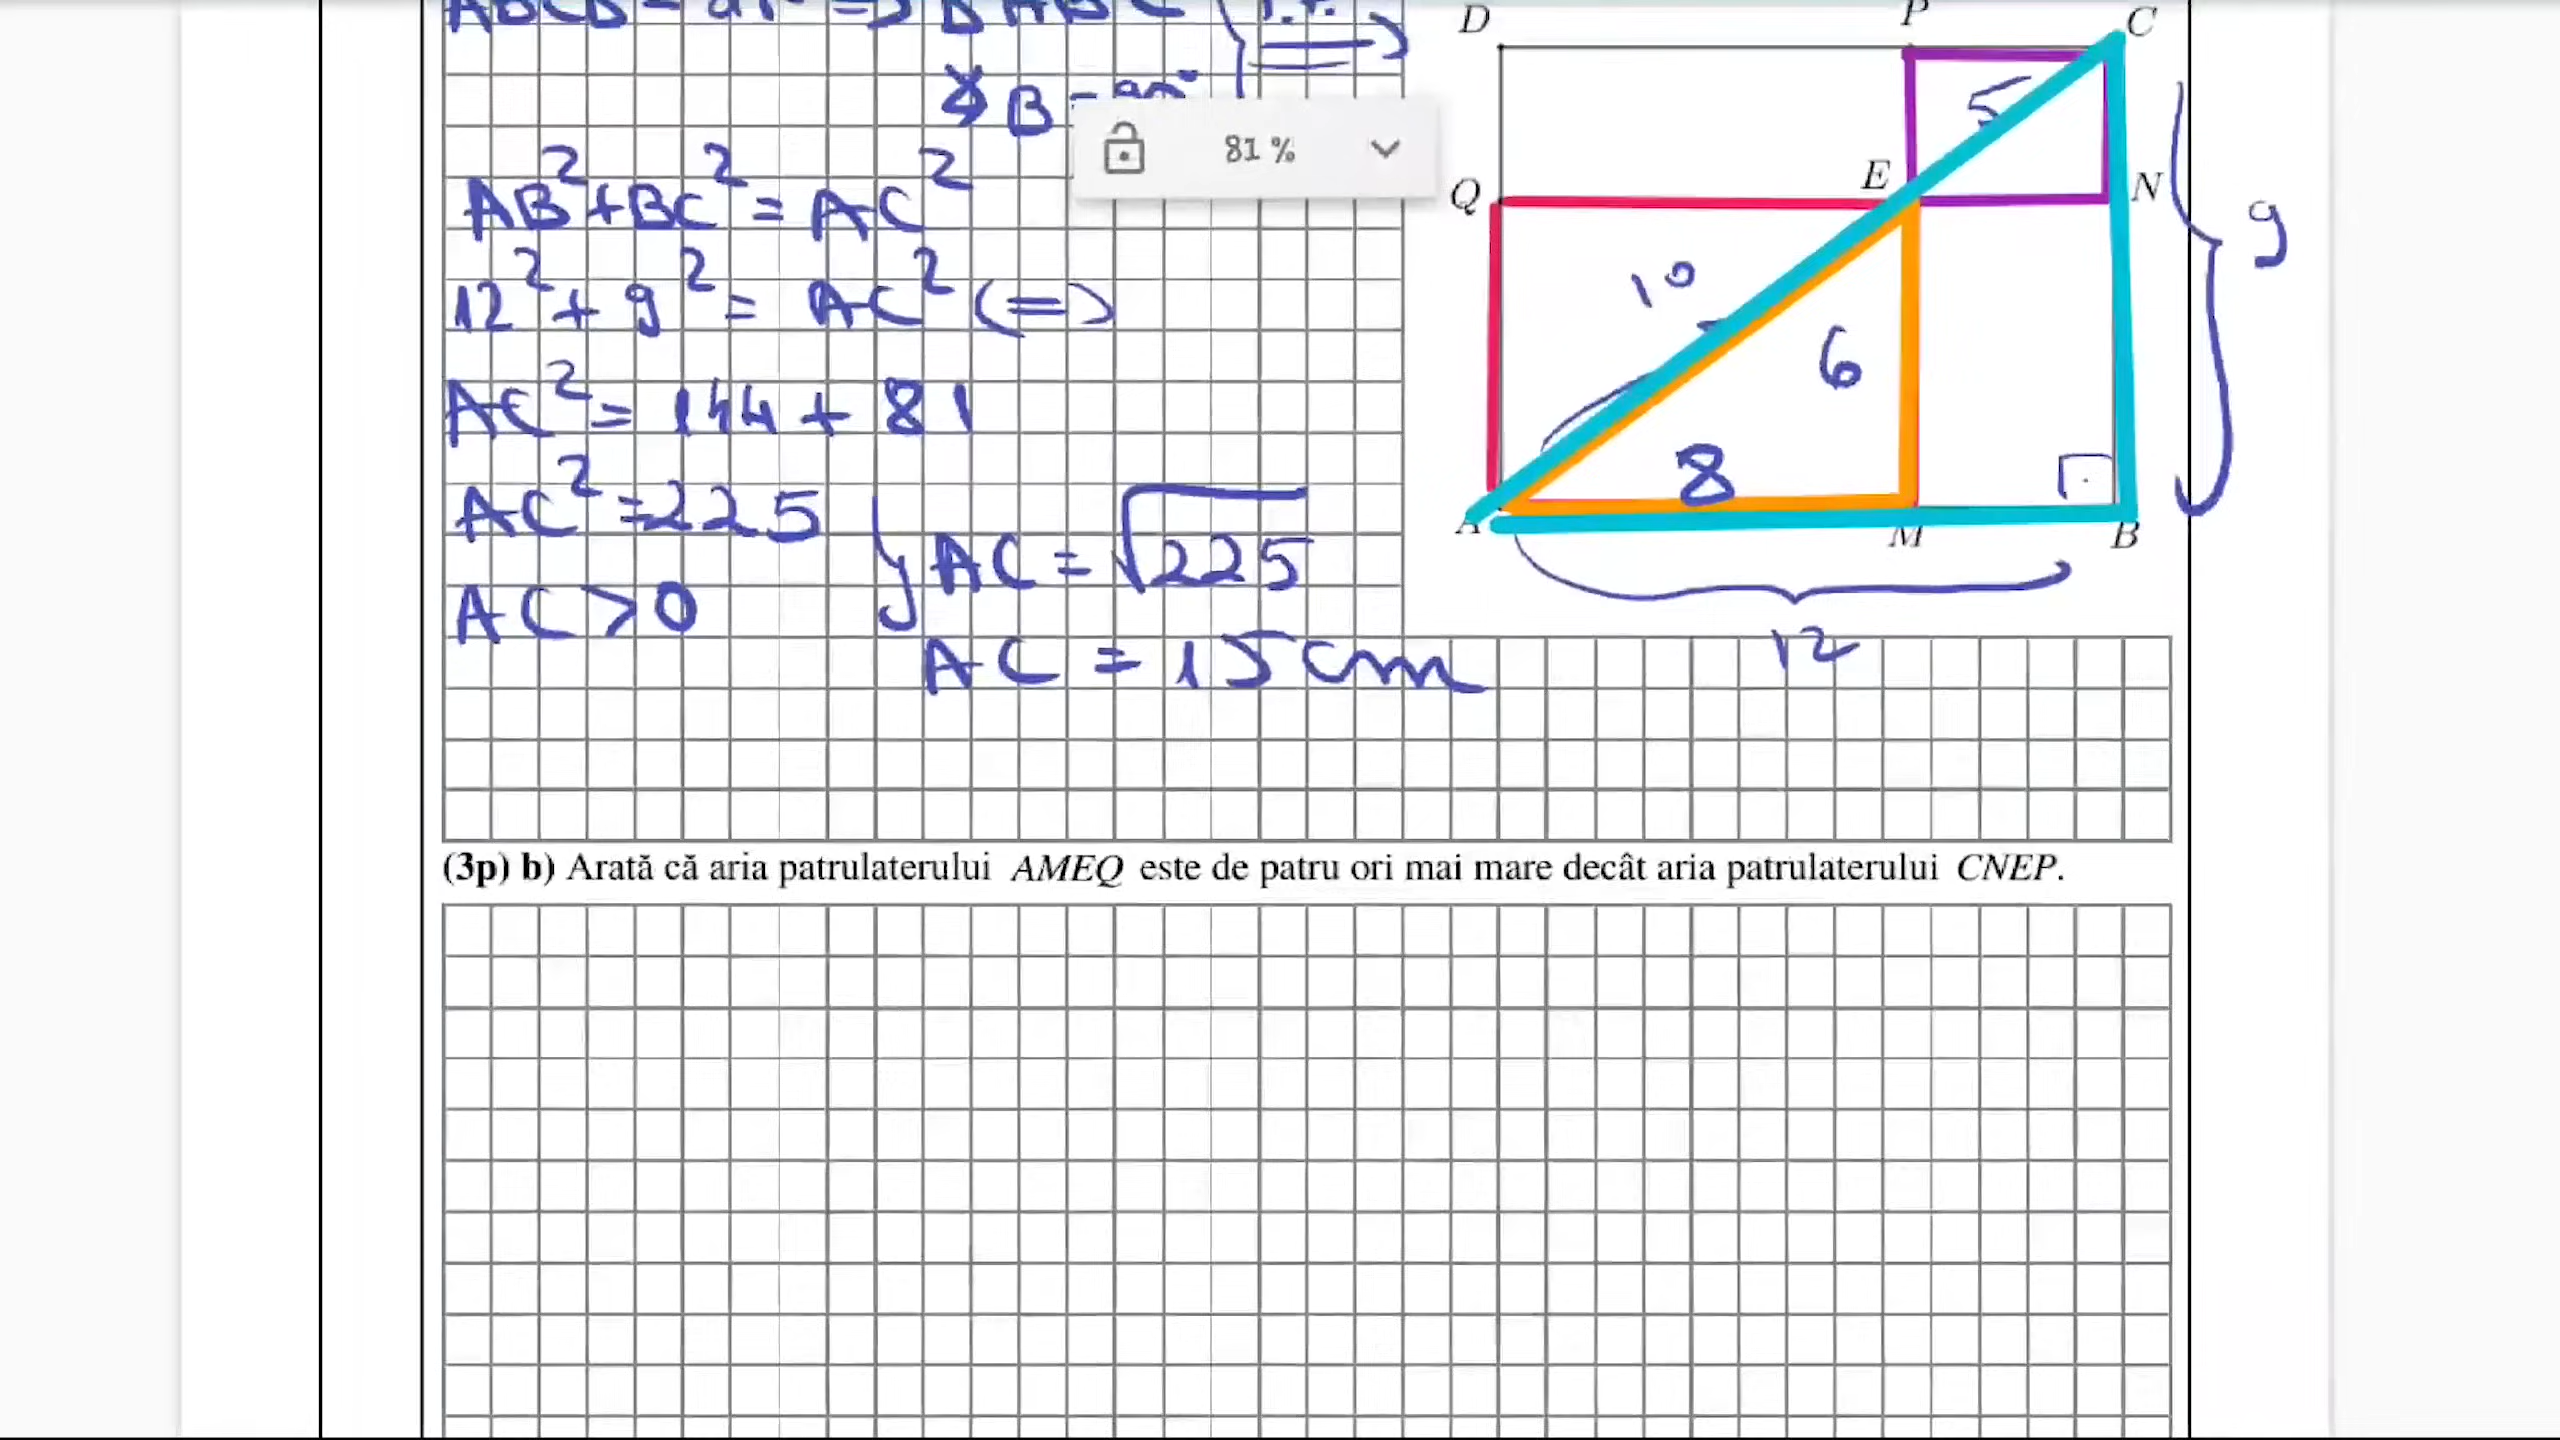 ABCD
ABC
∢ B
81 %
AB² + BC² = AC²
12² + 9² = AC² (=)
AC² = 144 + 81
AC² = 225
AC > 0
AC = √225
AC = 15 cm
D P C
5
Q E N
9
10
6
8
A M B
12
(3p) b) Arată că aria patrulaterului AMEQ este de patru ori mai mare decât aria patrulaterului CNEP.